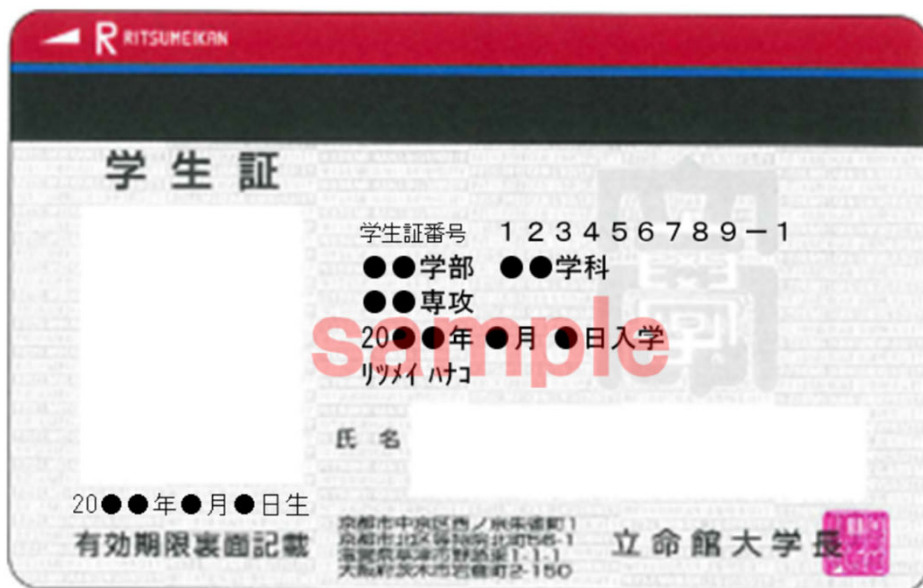 R RITSUMEIKAN
学生証
学生証番号 123456789-1
●●学部 ●●学科
●●専攻
sample
20●●年 ●月 ●日入学
リツメイ ハナコ
氏名
20●●年●月●日生
有効期限裏面記載
京都市中京区西ノ京朱雀町1
京都市北区等持院北町56-1
滋賀県草津市野路東1-1-1
大阪府茨木市岩倉町2-150
立命館大学長